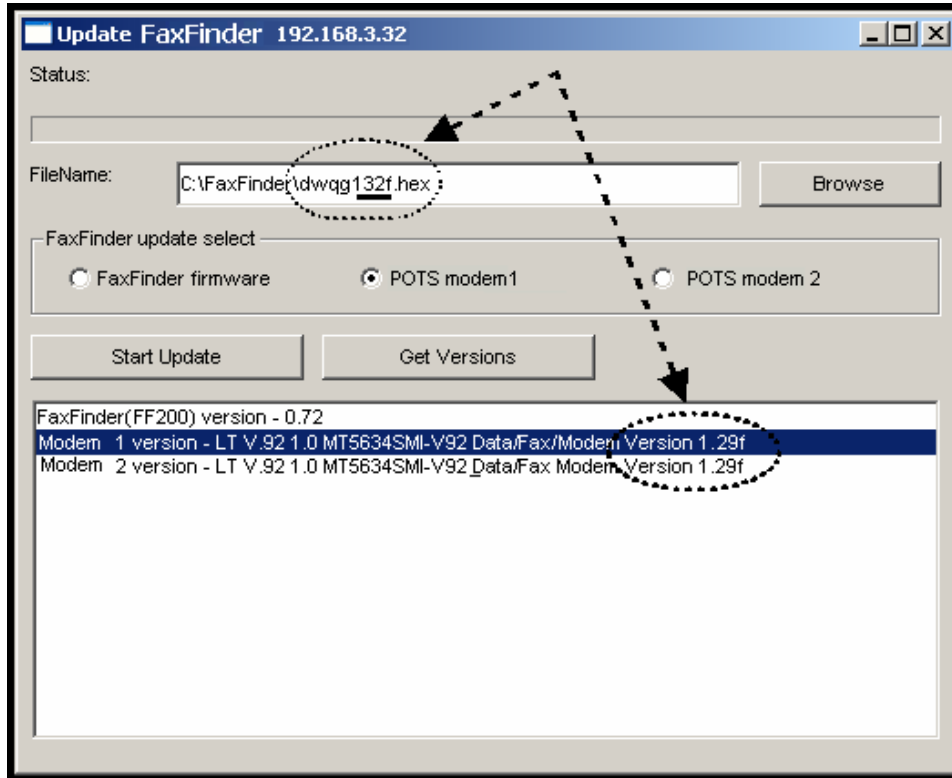 Update FaxFinder 192.168.3.32
Status:
FileName:
C:\FaxFinder\dwqg132f.hex
Browse
FaxFinder update select
FaxFinder firmware
POTS modem1
POTS modem 2
Start Update
Get Versions
FaxFinder(FF200) version - 0.72
Modem 1 version - LT V.92 1.0 MT5634SMI-V92 Data/Fax/Modem Version 1.29f
Modem 2 version - LT V.92 1.0 MT5634SMI-V92 Data/Fax Modem Version 1.29f